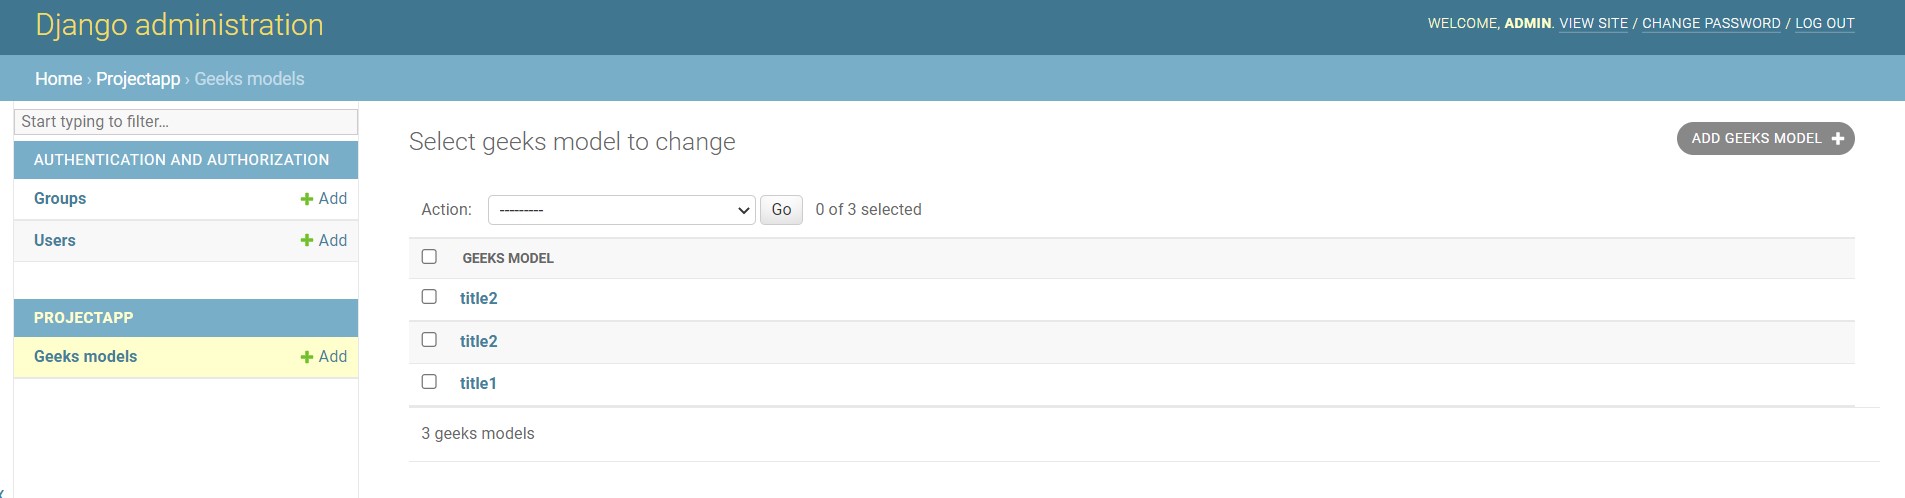 Django administration
WELCOME, ADMIN. VIEW SITE / CHANGE PASSWORD / LOG OUT
Home › Projectapp › Geeks models
Start typing to filter…
AUTHENTICATION AND AUTHORIZATION
Groups + Add
Users + Add
PROJECTAPP
Geeks models + Add
Select geeks model to change
ADD GEEKS MODEL +
Action: --------- Go 0 of 3 selected
GEEKS MODEL
title2
title2
title1
3 geeks models